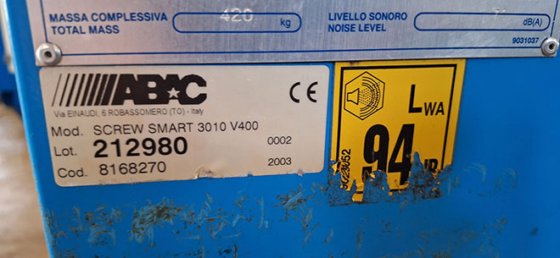 MASSA COMPLESSIVA
TOTAL MASS
420
kg
LIVELLO SONORO
NOISE LEVEL
dB(A)
9031037
ABAC
Via EINAUDI, 6 ROBASSOMERO (TO) - Italy
CE
Mod. SCREW SMART 3010 V400
Lot. 212980 0002
Cod. 8168270 2003
LWA
94
9023052